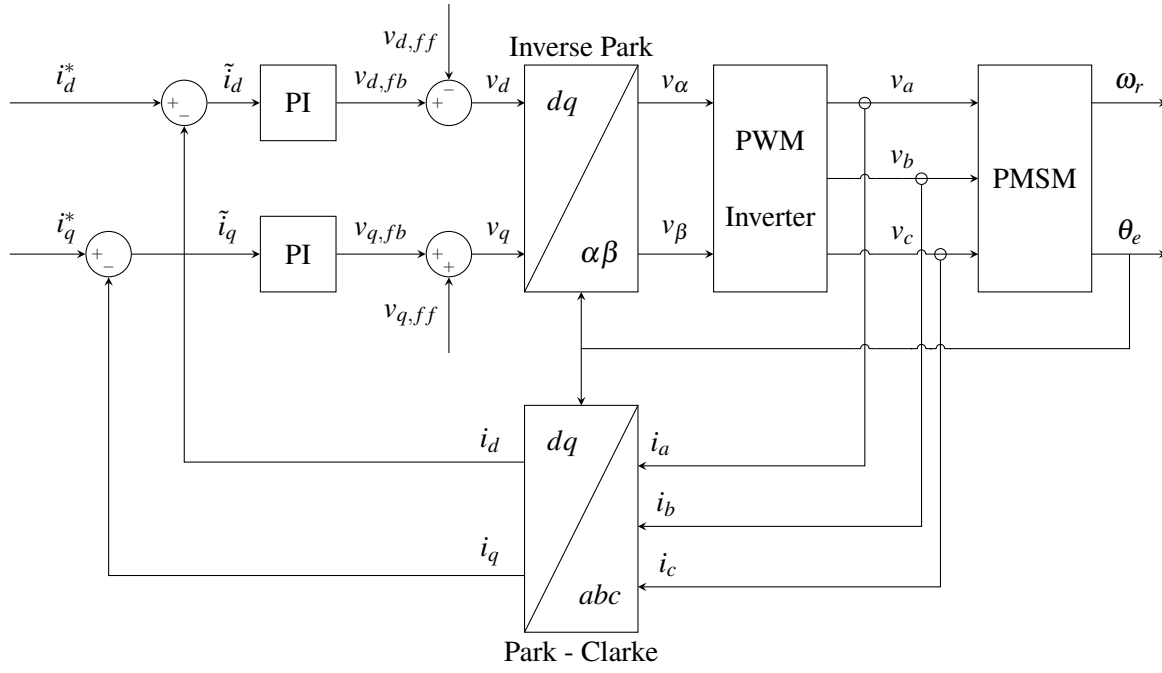 v_{d,ff}
Inverse Park
i_d^*
+
−
ĩ_d
PI
v_{d,fb}
−
+
v_d
dq
v_α
PWM
v_a
ω_r
v_b
PMSM
Inverter
i_q^*
+
−
ĩ_q
PI
v_{q,fb}
+
+
v_q
αβ
v_β
v_c
θ_e
v_{q,ff}
i_d
dq
i_a
i_b
i_q
i_c
abc
Park - Clarke